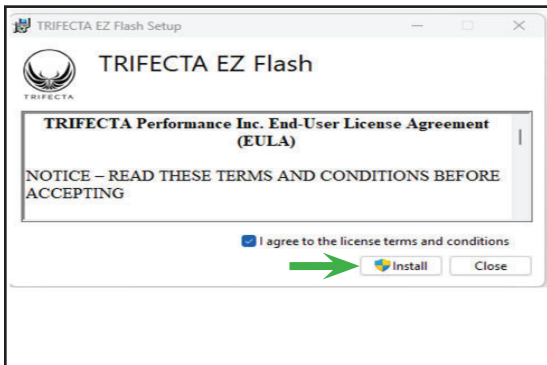 TRIFECTA EZ Flash Setup
TRIFECTA EZ Flash
TRIFECTA
TRIFECTA Performance Inc. End-User License Agreement
(EULA)
NOTICE – READ THESE TERMS AND CONDITIONS BEFORE
ACCEPTING
I agree to the license terms and conditions
Install Close